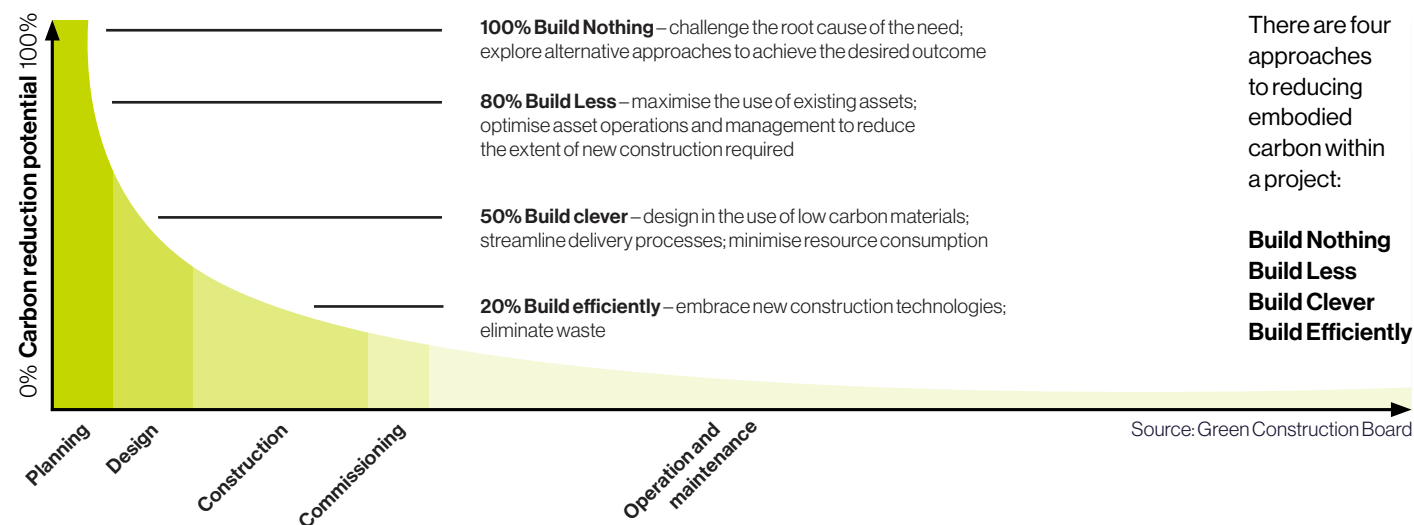 0% Carbon reduction potential 100%
100% Build Nothing – challenge the root cause of the need;
explore alternative approaches to achieve the desired outcome
80% Build Less – maximise the use of existing assets;
optimise asset operations and management to reduce
the extent of new construction required
50% Build clever – design in the use of low carbon materials;
streamline delivery processes; minimise resource consumption
20% Build efficiently – embrace new construction technologies;
eliminate waste
There are four
approaches
to reducing
embodied
carbon within
a project:
Build Nothing
Build Less
Build Clever
Build Efficiently
Planning
Design
Construction
Commissioning
Operation and
maintenance
Source: Green Construction Board